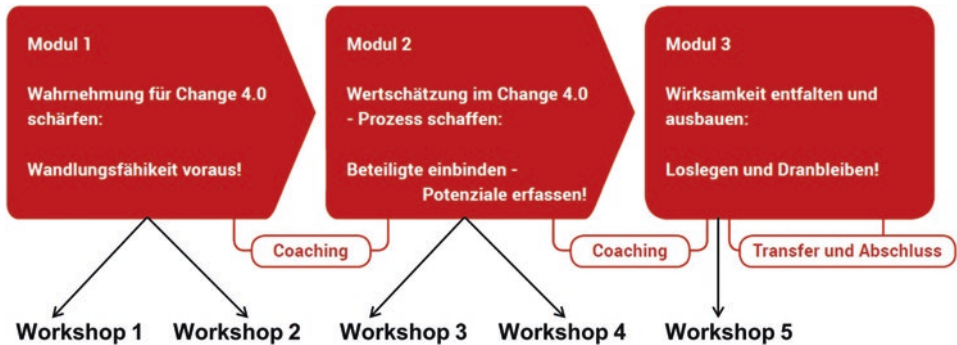 Modul 1
Wahrnehmung für Change 4.0
schärfen:
Wandlungsfähikeit voraus!
Modul 2
Wertschätzung im Change 4.0
- Prozess schaffen:
Beteiligte einbinden -
Potenziale erfassen!
Modul 3
Wirksamkeit entfalten und
ausbauen:
Loslegen und Dranbleiben!
Coaching
Coaching
Transfer und Abschluss
Workshop 1
Workshop 2
Workshop 3
Workshop 4
Workshop 5